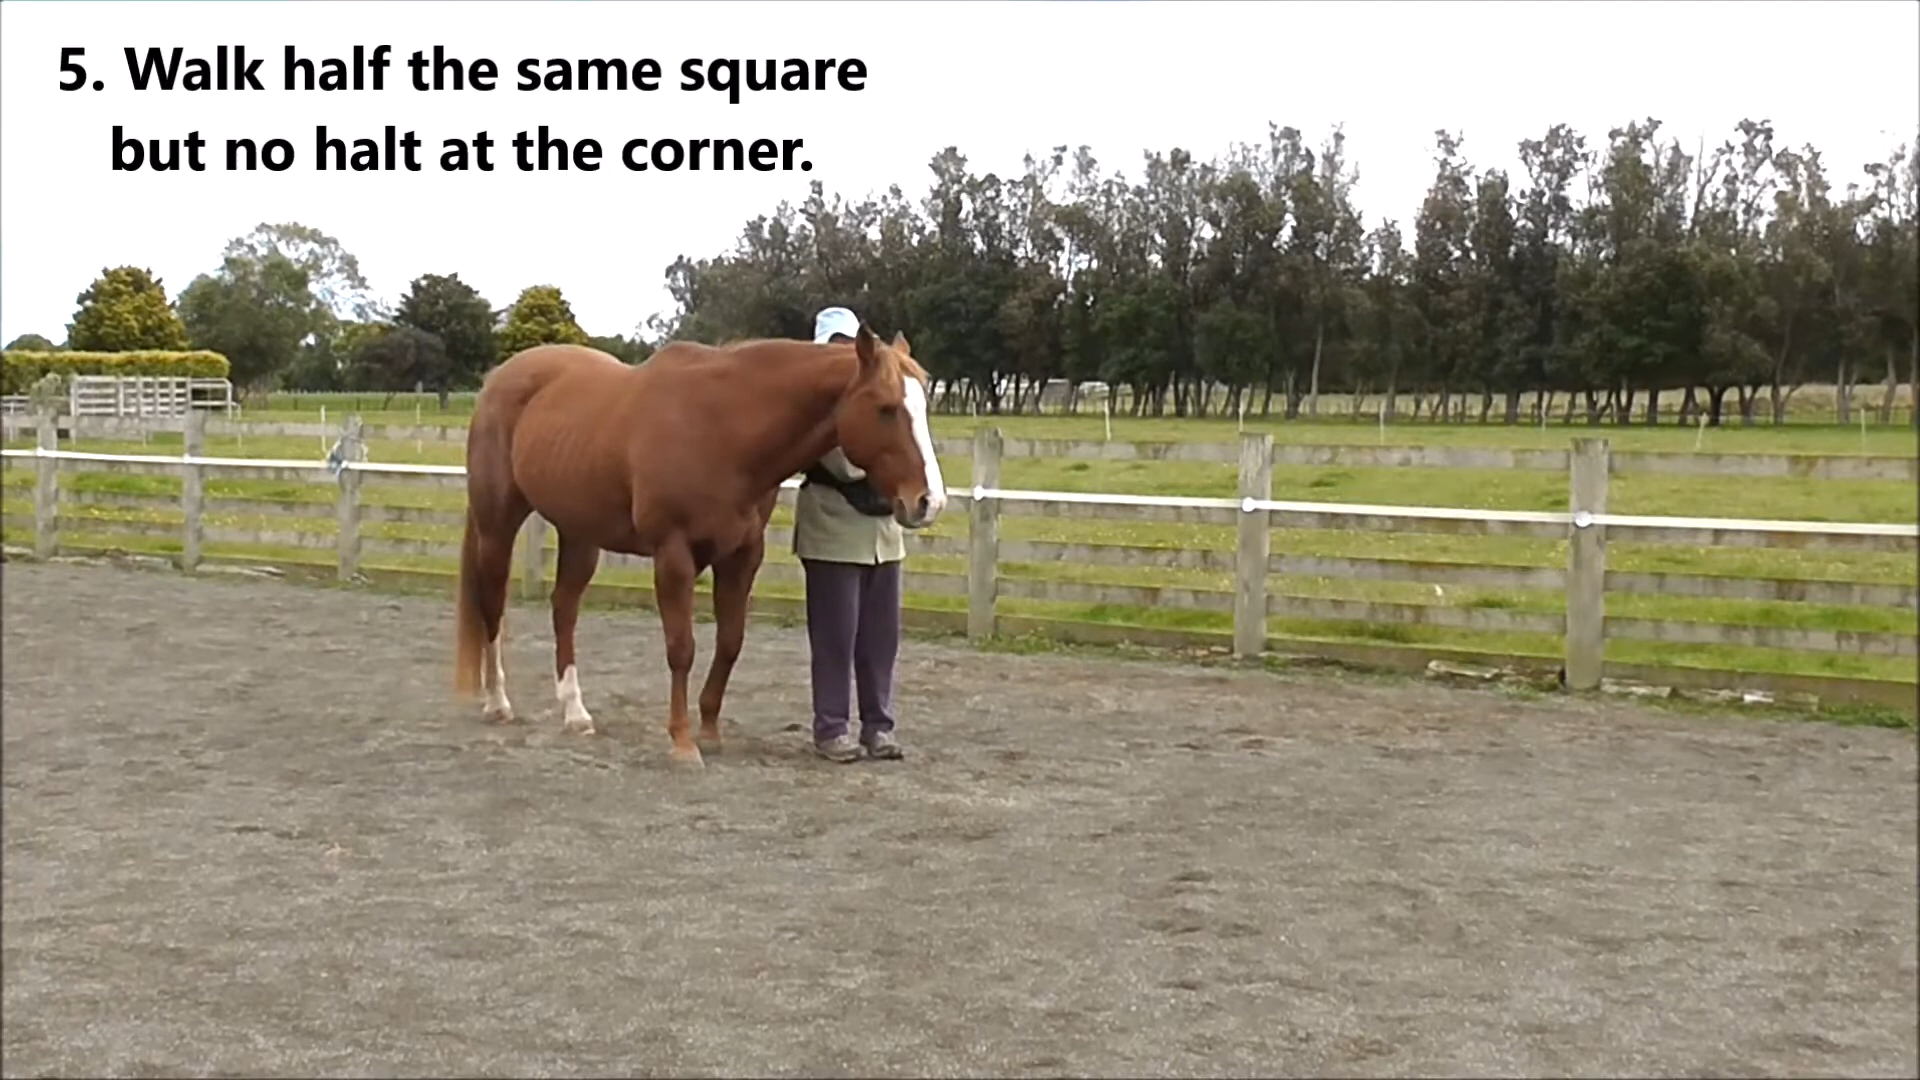 5. Walk half the same square
but no halt at the corner.